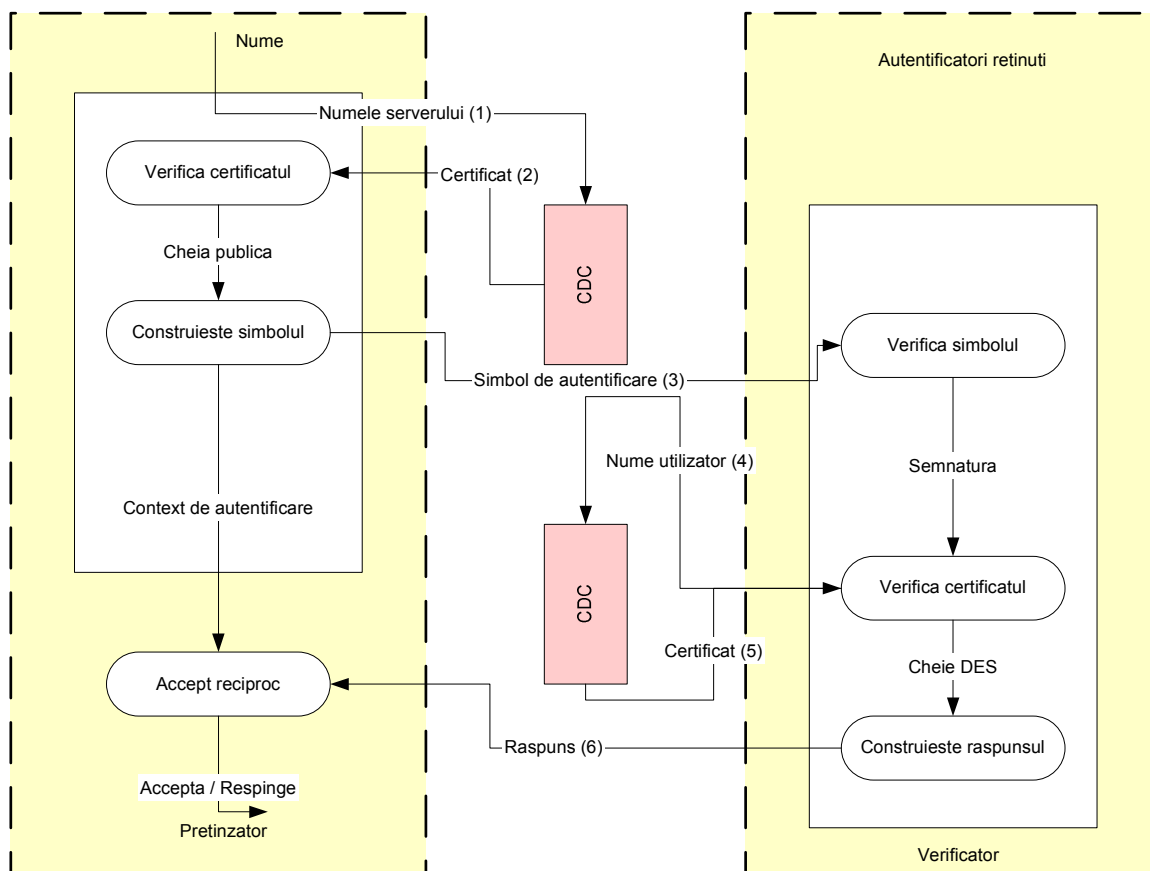 Nume
Autentificatori retinuti
Numele serverului (1)
Verifica certificatul
Certificat (2)
Cheia publica
CDC
Construieste simbolul
Verifica simbolul
Simbol de autentificare (3)
Nume utilizator (4)
Semnatura
Context de autentificare
CDC
Verifica certificatul
Certificat (5)
Cheie DES
Accept reciproc
Raspuns (6)
Construieste raspunsul
Accepta / Respinge
Pretinzator
Verificator